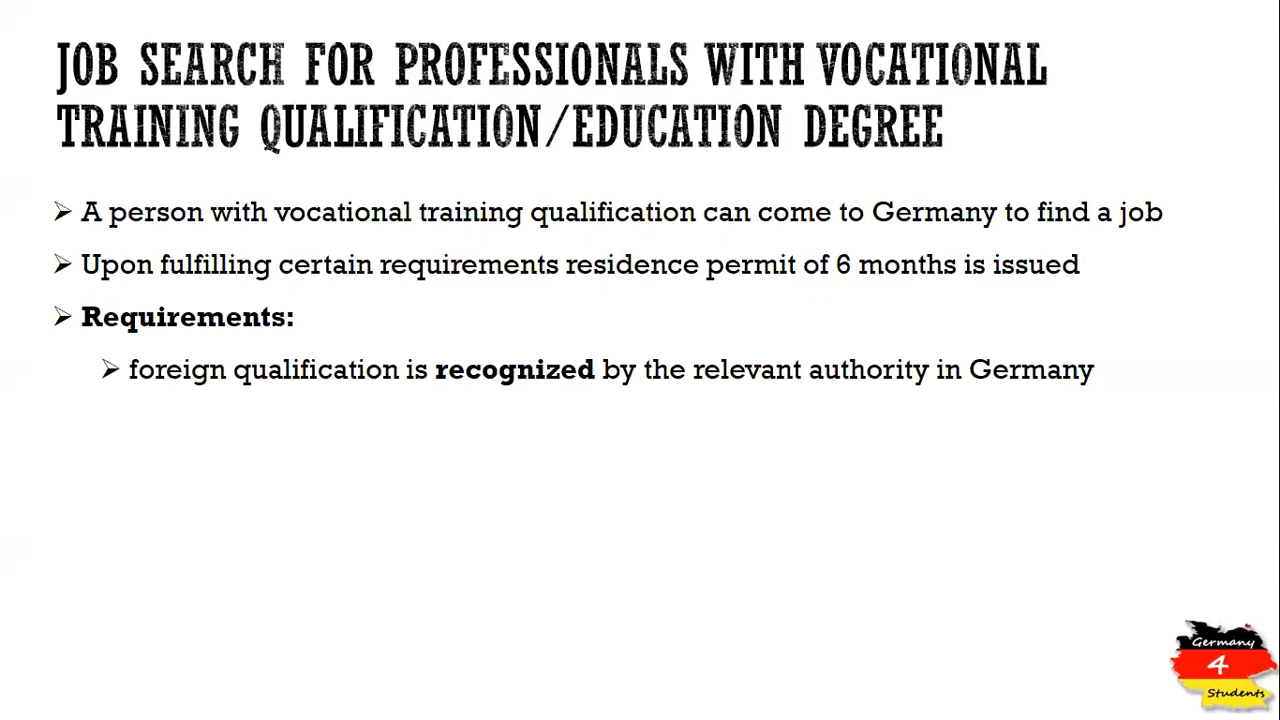 JOB SEARCH FOR PROFESSIONALS WITH VOCATIONAL
TRAINING QUALIFICATION/EDUCATION DEGREE
A person with vocational training qualification can come to Germany to find a job
Upon fulfilling certain requirements residence permit of 6 months is issued
Requirements:
foreign qualification is recognized by the relevant authority in Germany
Germany
4
Students